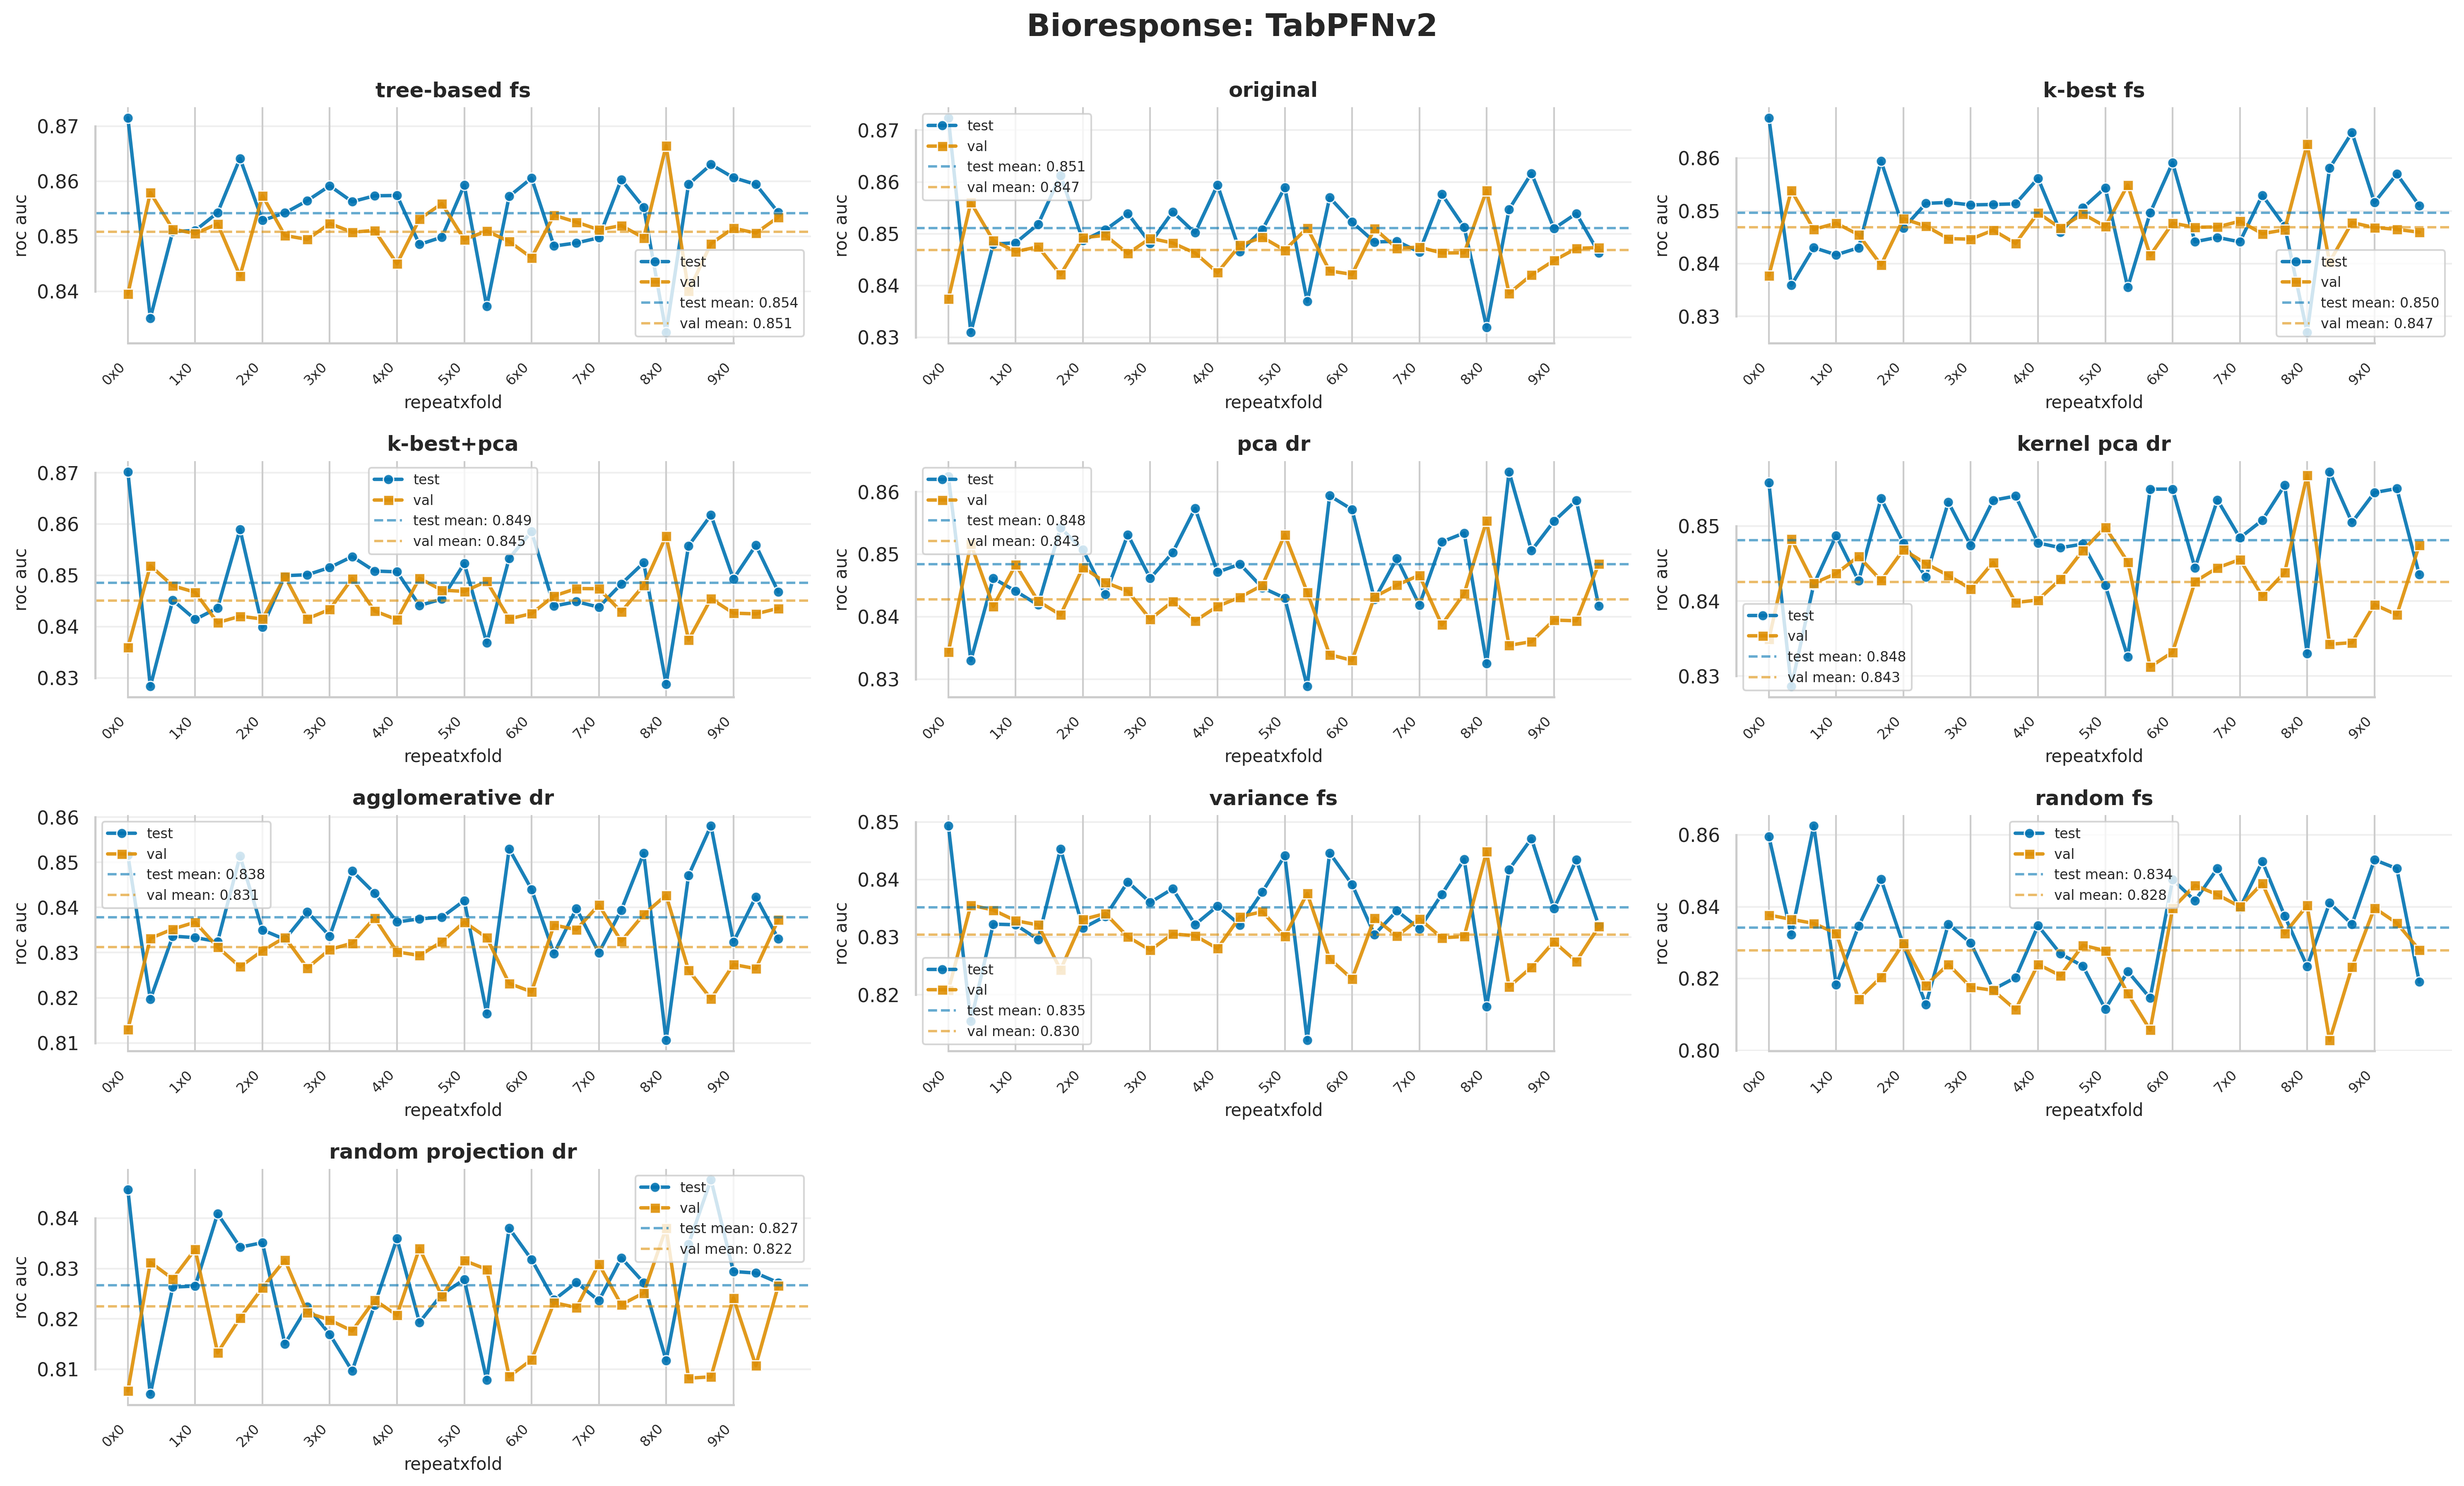 Bioresponse: TabPFNv2
tree-based fs
roc auc
0.87
0.86
0.85
0.84
test
val
test mean: 0.854
val mean: 0.851
0x0 1x0 2x0 3x0 4x0 5x0 6x0 7x0 8x0 9x0
repeatxfold
original
roc auc
0.87
0.86
0.85
0.84
0.83
test
val
test mean: 0.851
val mean: 0.847
0x0 1x0 2x0 3x0 4x0 5x0 6x0 7x0 8x0 9x0
repeatxfold
k-best fs
roc auc
0.86
0.85
0.84
0.83
test
val
test mean: 0.850
val mean: 0.847
0x0 1x0 2x0 3x0 4x0 5x0 6x0 7x0 8x0 9x0
repeatxfold
k-best+pca
roc auc
0.87
0.86
0.85
0.84
0.83
test
val
test mean: 0.849
val mean: 0.845
0x0 1x0 2x0 3x0 4x0 5x0 6x0 7x0 8x0 9x0
repeatxfold
pca dr
roc auc
0.86
0.85
0.84
0.83
test
val
test mean: 0.848
val mean: 0.843
0x0 1x0 2x0 3x0 4x0 5x0 6x0 7x0 8x0 9x0
repeatxfold
kernel pca dr
roc auc
0.85
0.84
0.83
test
val
test mean: 0.848
val mean: 0.843
0x0 1x0 2x0 3x0 4x0 5x0 6x0 7x0 8x0 9x0
repeatxfold
agglomerative dr
roc auc
0.86
0.85
0.84
0.83
0.82
0.81
test
val
test mean: 0.838
val mean: 0.831
0x0 1x0 2x0 3x0 4x0 5x0 6x0 7x0 8x0 9x0
repeatxfold
variance fs
roc auc
0.85
0.84
0.83
0.82
test
val
test mean: 0.835
val mean: 0.830
0x0 1x0 2x0 3x0 4x0 5x0 6x0 7x0 8x0 9x0
repeatxfold
random fs
roc auc
0.86
0.84
0.82
0.80
test
val
test mean: 0.834
val mean: 0.828
0x0 1x0 2x0 3x0 4x0 5x0 6x0 7x0 8x0 9x0
repeatxfold
random projection dr
roc auc
0.84
0.83
0.82
0.81
test
val
test mean: 0.827
val mean: 0.822
0x0 1x0 2x0 3x0 4x0 5x0 6x0 7x0 8x0 9x0
repeatxfold